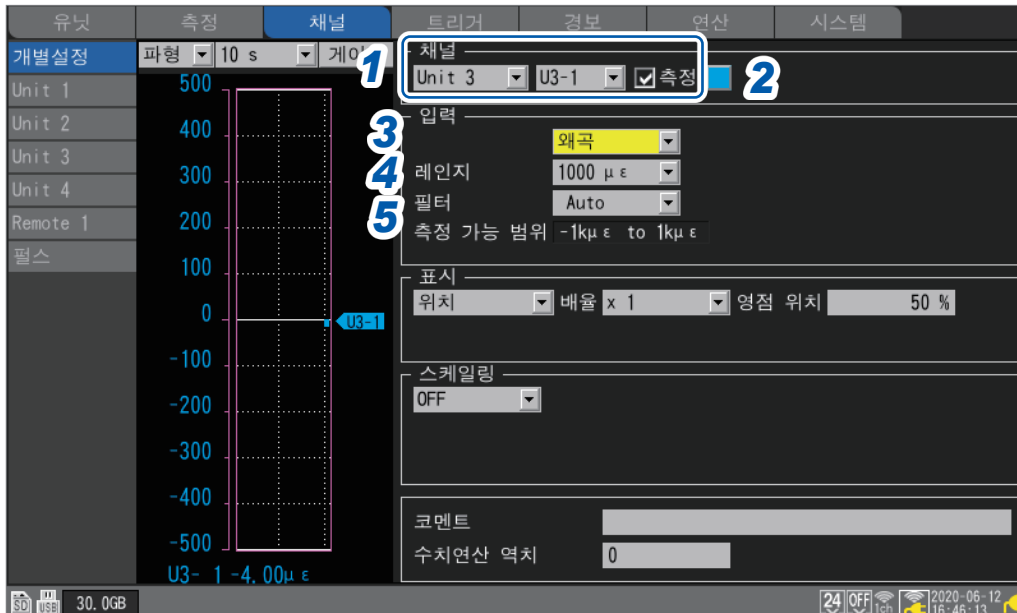 유닛 측정 채널 트리거 경보 연산 시스템
개별설정
Unit 1
Unit 2
Unit 3
Unit 4
Remote 1
펄스
파형 10 s
500
400
300
200
100
0
-100
-200
-300
-400
-500
U3-1
U3- 1 -4.00μ ε
1
채널
Unit 3 U3-1 측정
2
입력
3
왜곡
4
레인지 1000 μ ε
5
필터 Auto
측정 가능 범위 -1kμ ε to 1kμ ε
표시
위치 배율 x 1 영점 위치 50 %
스케일링
OFF
코멘트
수치연산 역치 0
SD USB 30.0GB
24 OFF 1ch 2020-06-12
16:46:13